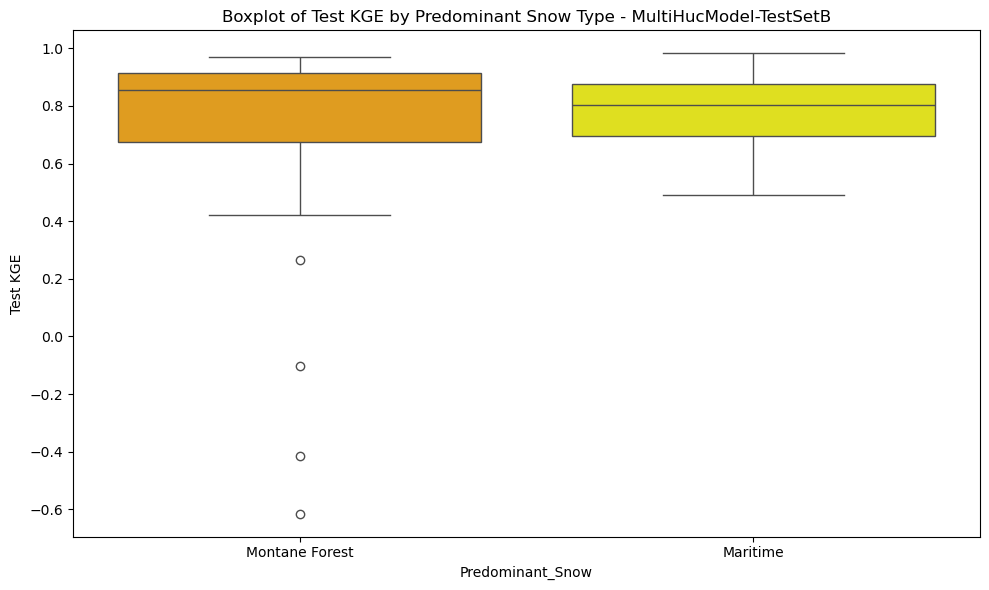 Boxplot of Test KGE by Predominant Snow Type - MultiHucModel-TestSetB
Test KGE
1.0
0.8
0.6
0.4
0.2
0.0
−0.2
−0.4
−0.6
Montane Forest
Maritime
Predominant_Snow